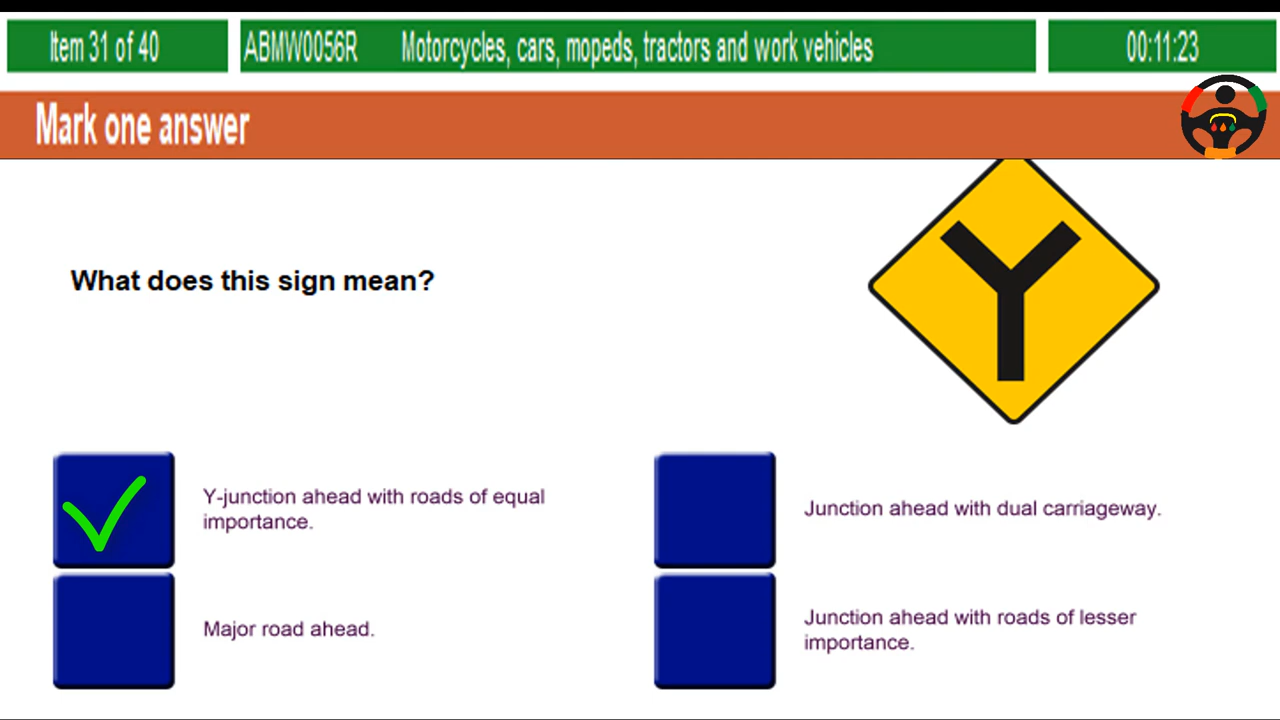 Item 31 of 40
ABMW0056R
Motorcycles, cars, mopeds, tractors and work vehicles
00:11:23
Mark one answer
What does this sign mean?
Y-junction ahead with roads of equal
importance.
Junction ahead with dual carriageway.
Major road ahead.
Junction ahead with roads of lesser
importance.